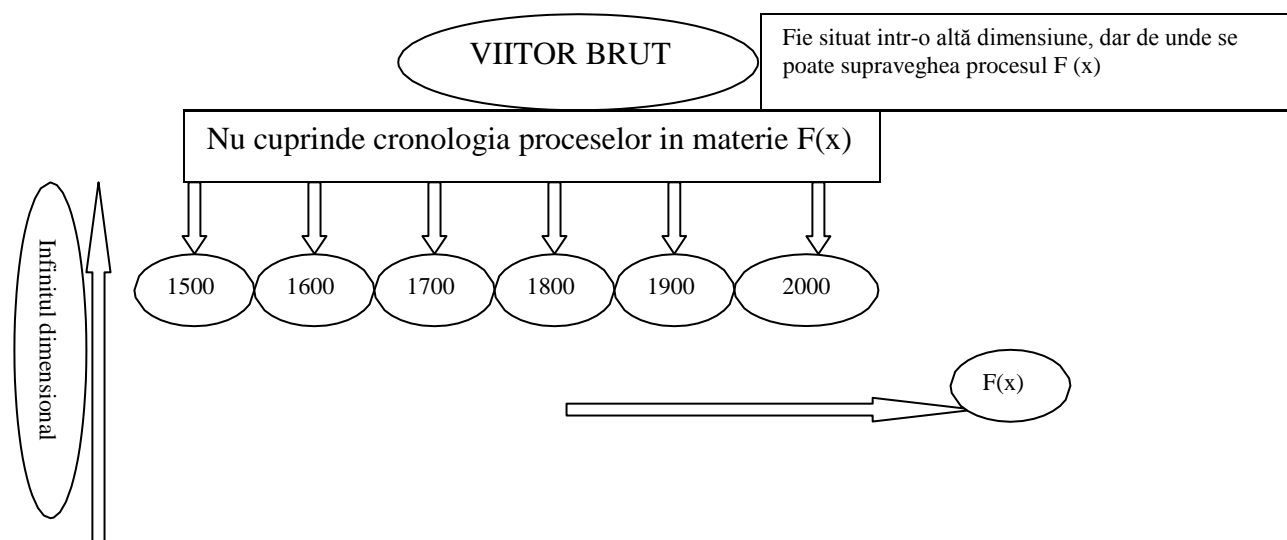 VIITOR BRUT
Fie situat intr-o altă dimensiune, dar de unde se
poate supraveghea procesul F (x)
Nu cuprinde cronologia proceselor in materie F(x)
Infinitul dimensional
1500
1600
1700
1800
1900
2000
F(x)